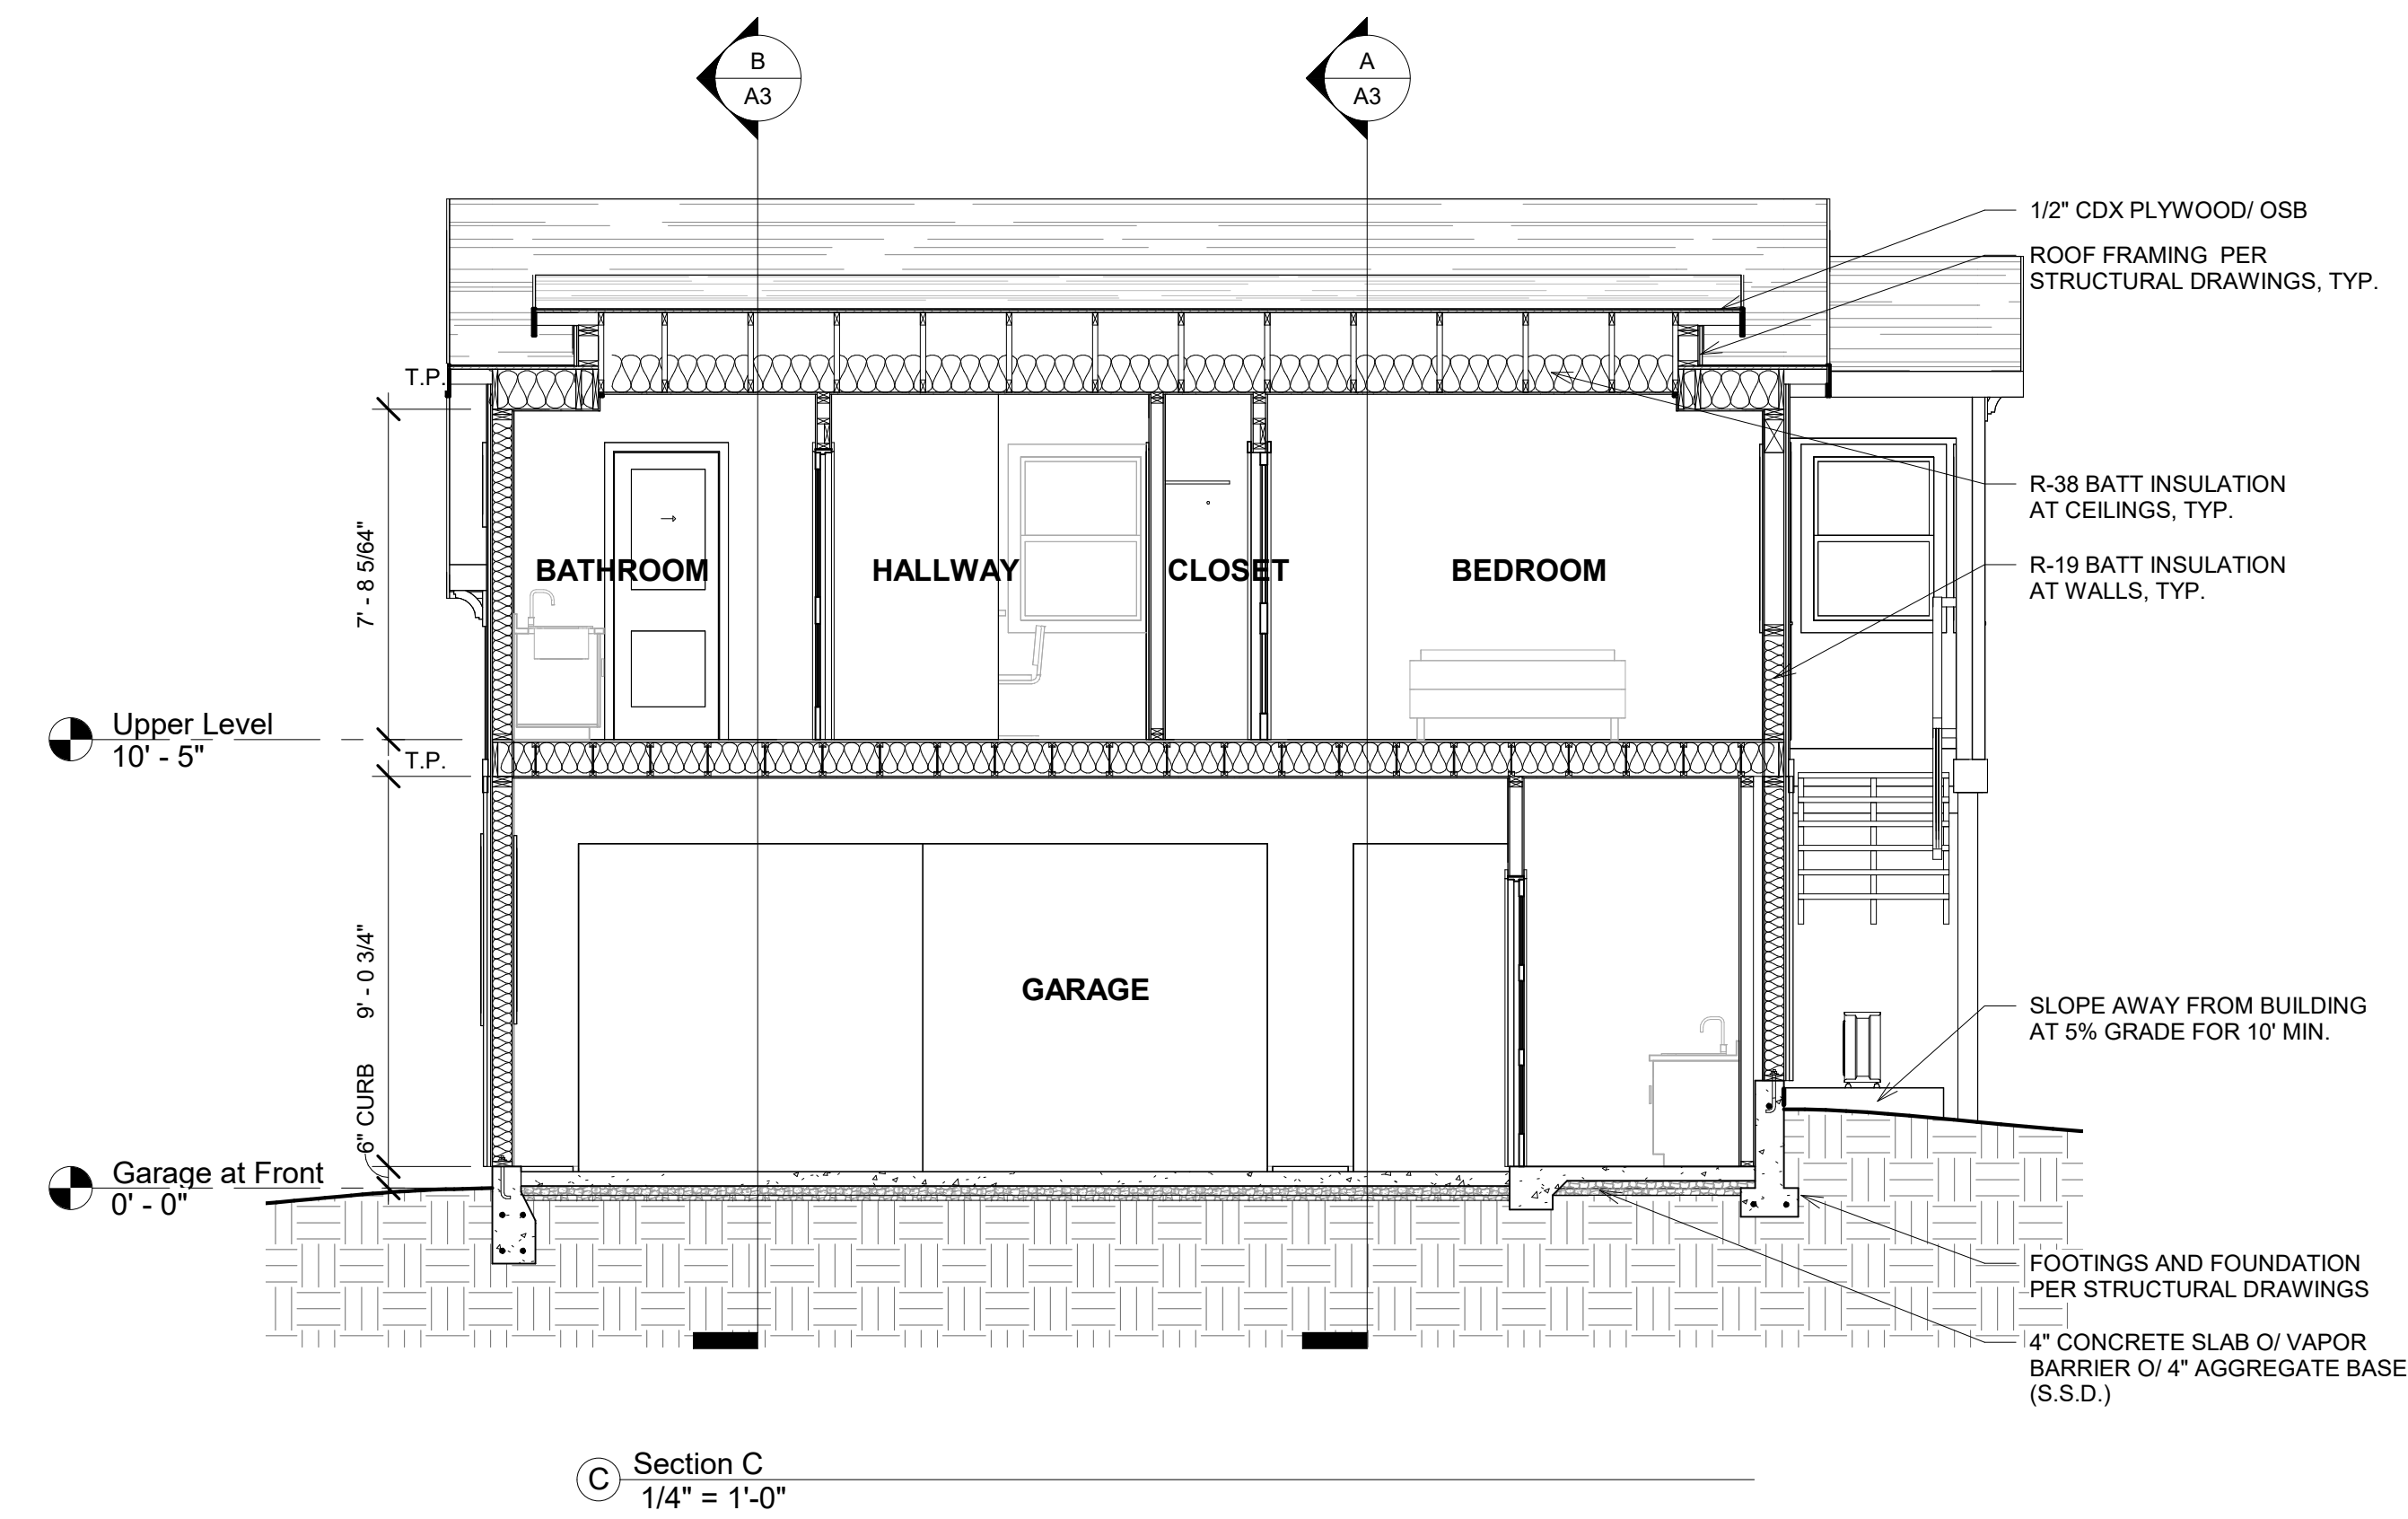 B
A3
A
A3
1/2" CDX PLYWOOD/ OSB
ROOF FRAMING PER
STRUCTURAL DRAWINGS, TYP.
T.P.
R-38 BATT INSULATION
AT CEILINGS, TYP.
R-19 BATT INSULATION
AT WALLS, TYP.
7' - 8 5/64"
BATHROOM
HALLWAY
CLOSET
BEDROOM
Upper Level
10' - 5"
T.P.
9' - 0 3/4"
GARAGE
SLOPE AWAY FROM BUILDING
AT 5% GRADE FOR 10' MIN.
6" CURB
Garage at Front
0' - 0"
FOOTINGS AND FOUNDATION
PER STRUCTURAL DRAWINGS
4" CONCRETE SLAB O/ VAPOR
BARRIER O/ 4" AGGREGATE BASE
(S.S.D.)
C
Section C
1/4" = 1'-0"